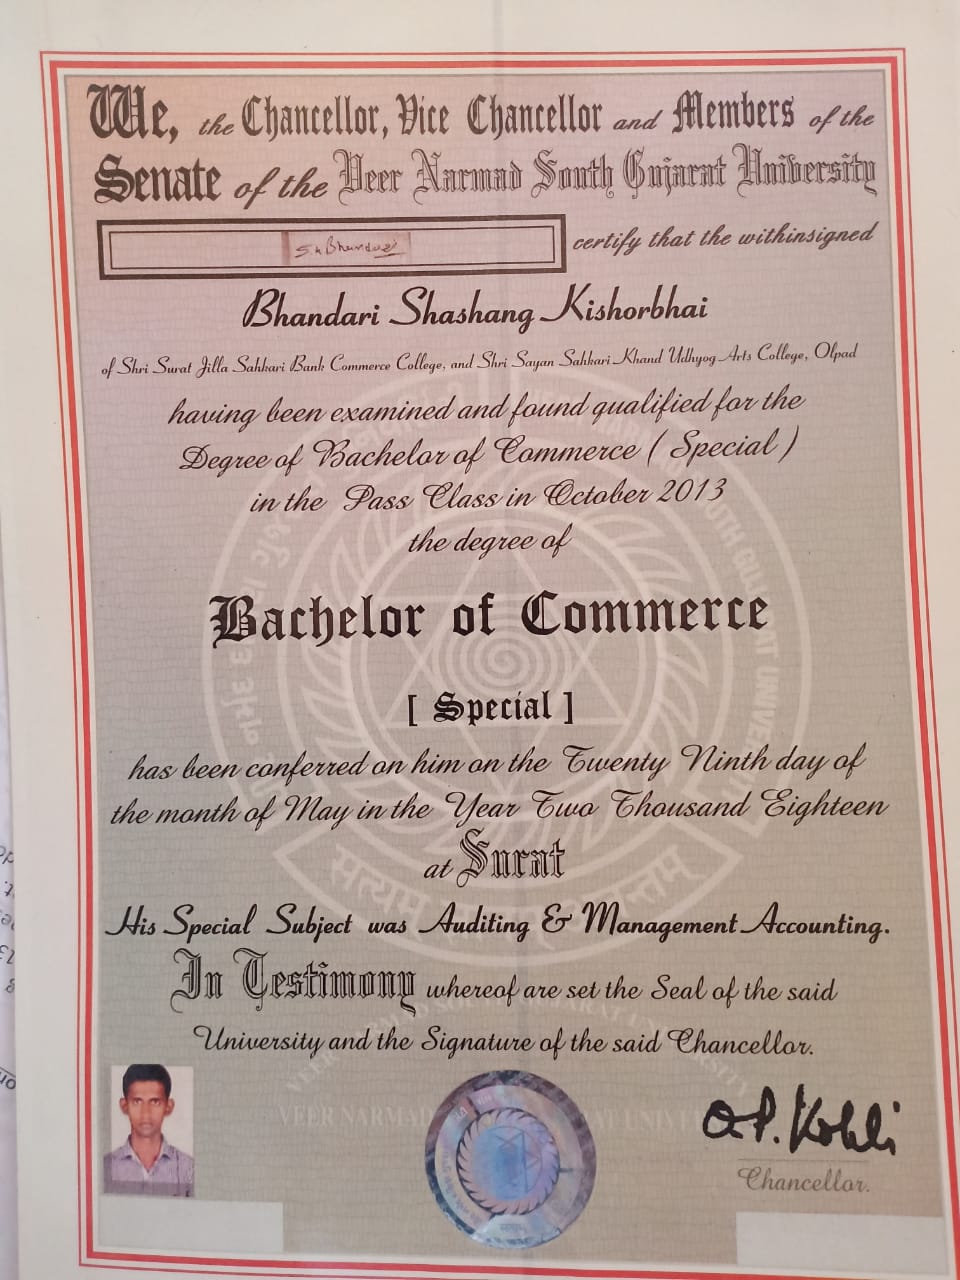 We, the Chancellor, Vice Chancellor and Members of the
Senate of the Veer Narmad South Gujarat University
certify that the withinsigned
Bhandari Shashang Kishorbhai
of Shri Surat Jilla Sahkari Bank Commerce College, and Shri Sayan Sahkari Khand Udhyog Arts College, Olpad
having been examined and found qualified for the
Degree of Bachelor of Commerce ( Special )
in the Pass Class in October 2013
the degree of
Bachelor of Commerce
[ Special ]
has been conferred on him on the Twenty Ninth day of
the month of May in the Year Two Thousand Eighteen
at Surat
His Special Subject was Auditing & Management Accounting.
In Testimony whereof are set the Seal of the said
University and the Signature of the said Chancellor.
O.P. Kohli
Chancellor.